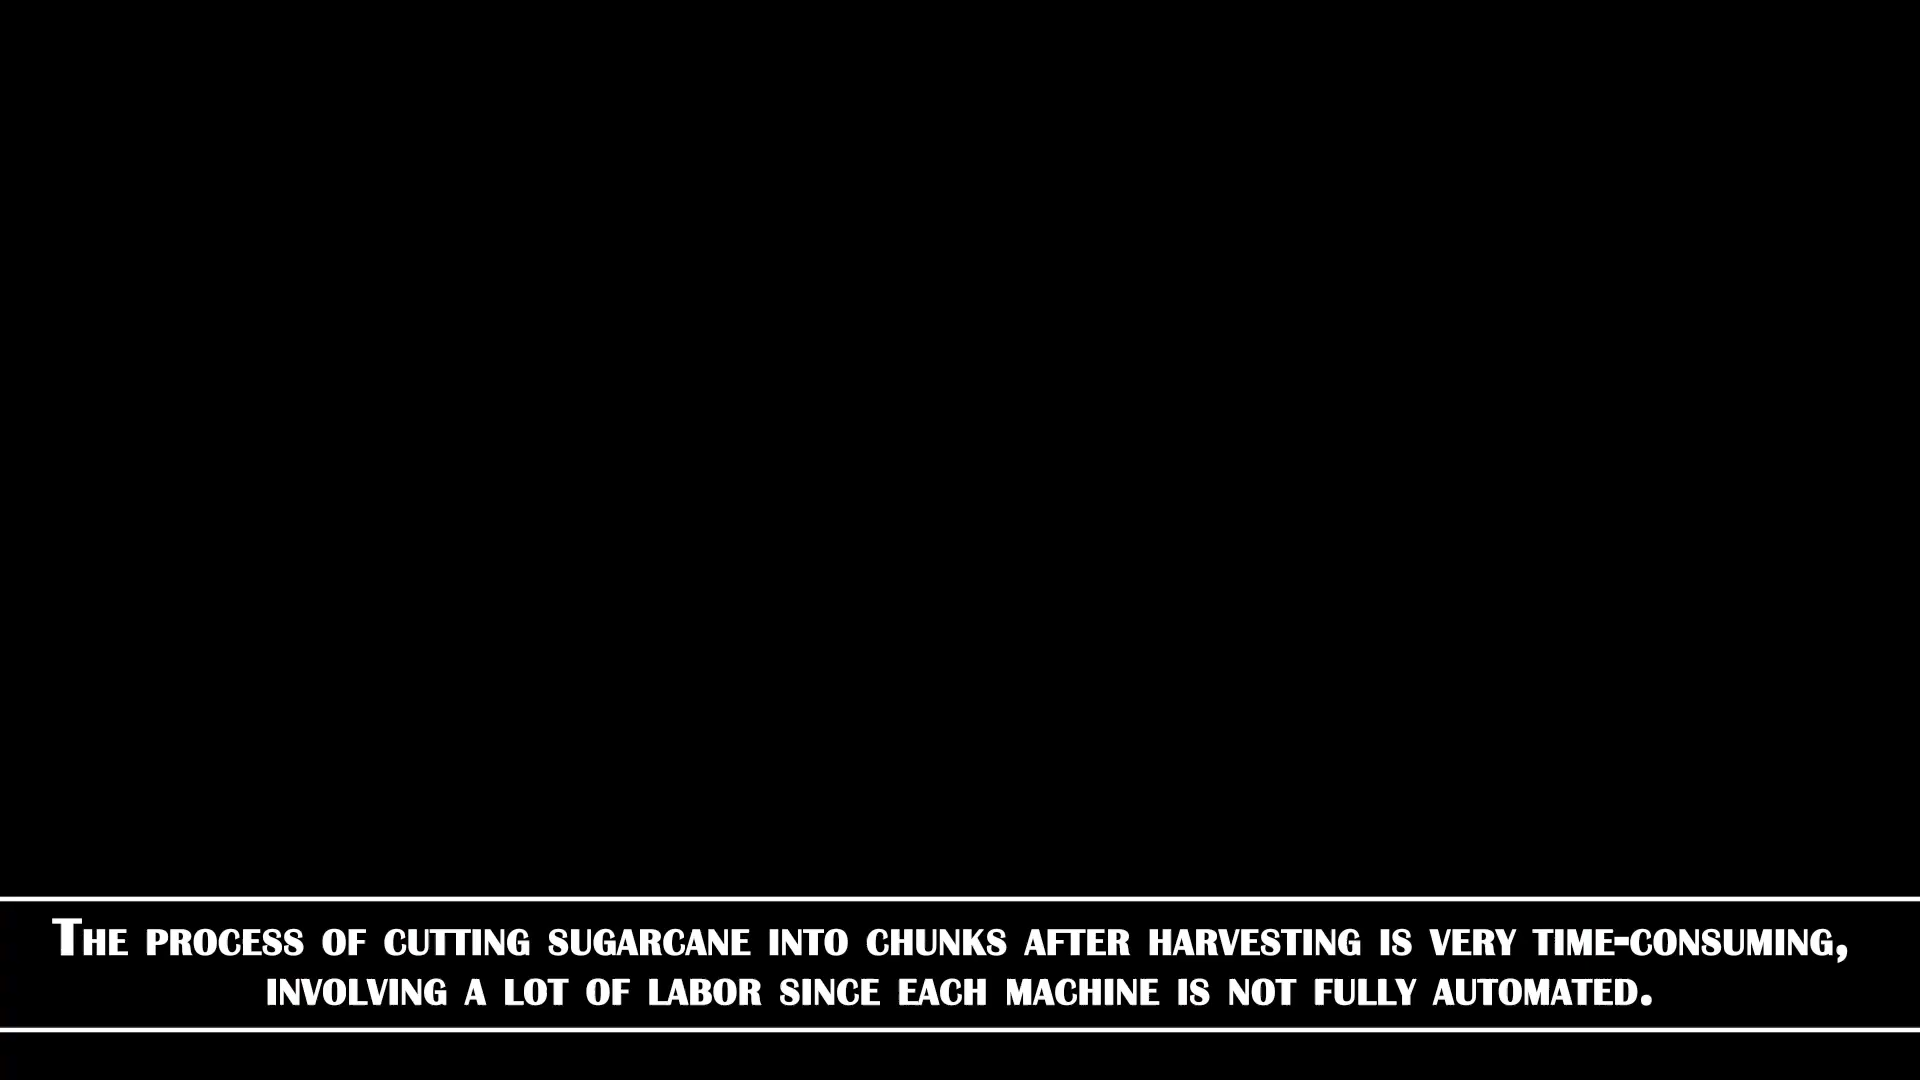 The process of cutting sugarcane into chunks after harvesting is very time-consuming,
involving a lot of labor since each machine is not fully automated.